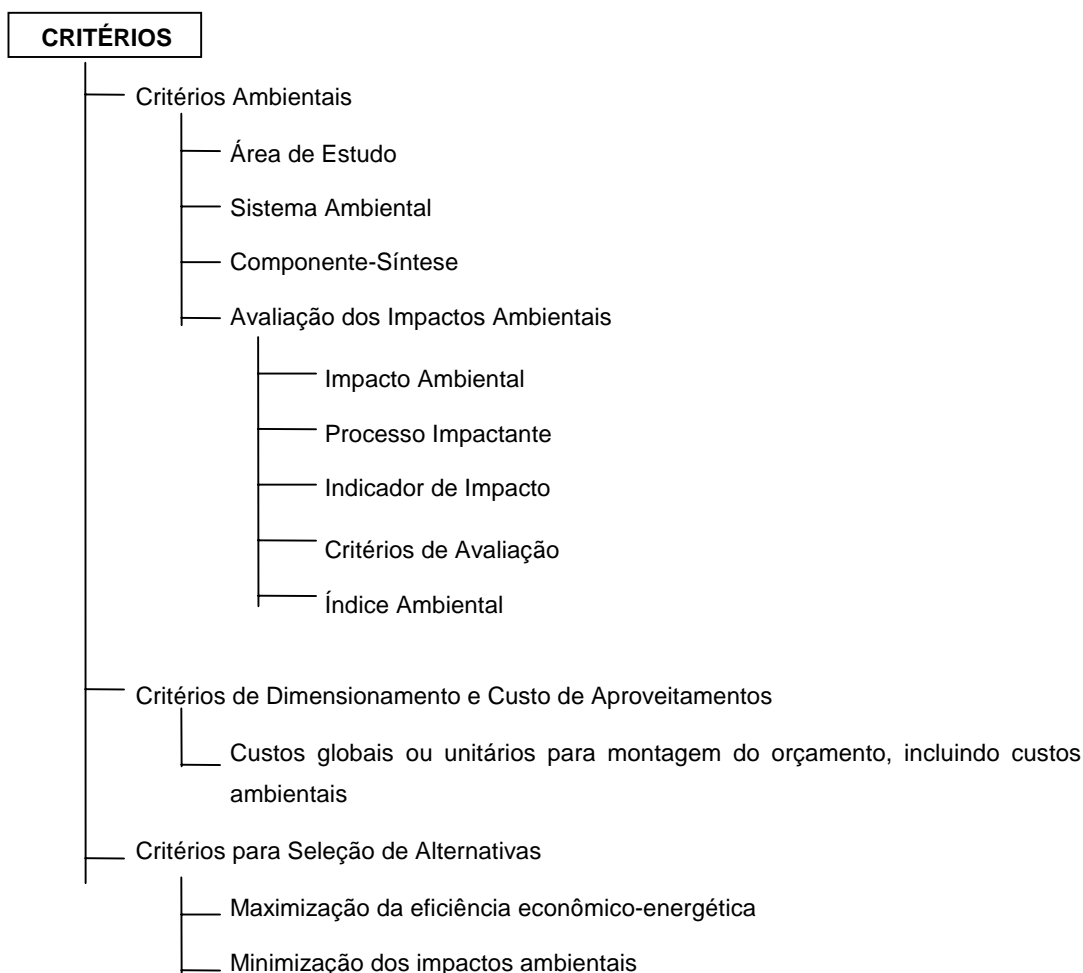 CRITÉRIOS
Critérios Ambientais
Área de Estudo
Sistema Ambiental
Componente-Síntese
Avaliação dos Impactos Ambientais
Impacto Ambiental
Processo Impactante
Indicador de Impacto
Critérios de Avaliação
Índice Ambiental
Critérios de Dimensionamento e Custo de Aproveitamentos
Custos globais ou unitários para montagem do orçamento, incluindo custos
ambientais
Critérios para Seleção de Alternativas
Maximização da eficiência econômico-energética
Minimização dos impactos ambientais